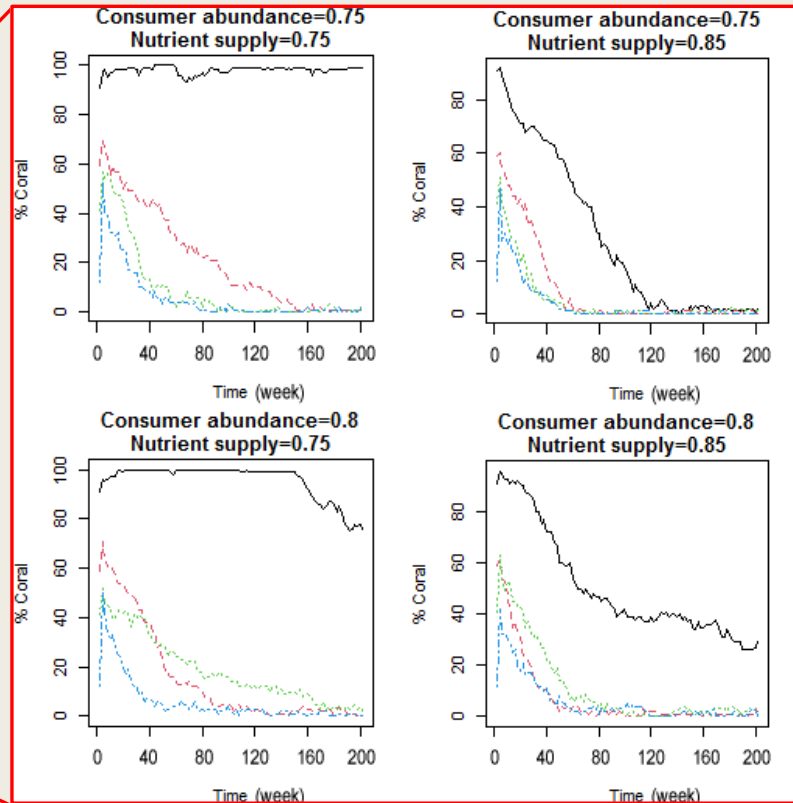 Consumer abundance=0.75
Nutrient supply=0.75
% Coral
100
80
60
40
20
0
0 40 80 120 160 200
Time (week)
Consumer abundance=0.75
Nutrient supply=0.85
% Coral
80
60
40
20
0
0 40 80 120 160 200
Time (week)
Consumer abundance=0.8
Nutrient supply=0.75
% Coral
100
80
60
40
20
0
0 40 80 120 160 200
Time (week)
Consumer abundance=0.8
Nutrient supply=0.85
% Coral
80
60
40
20
0
0 40 80 120 160 200
Time (week)